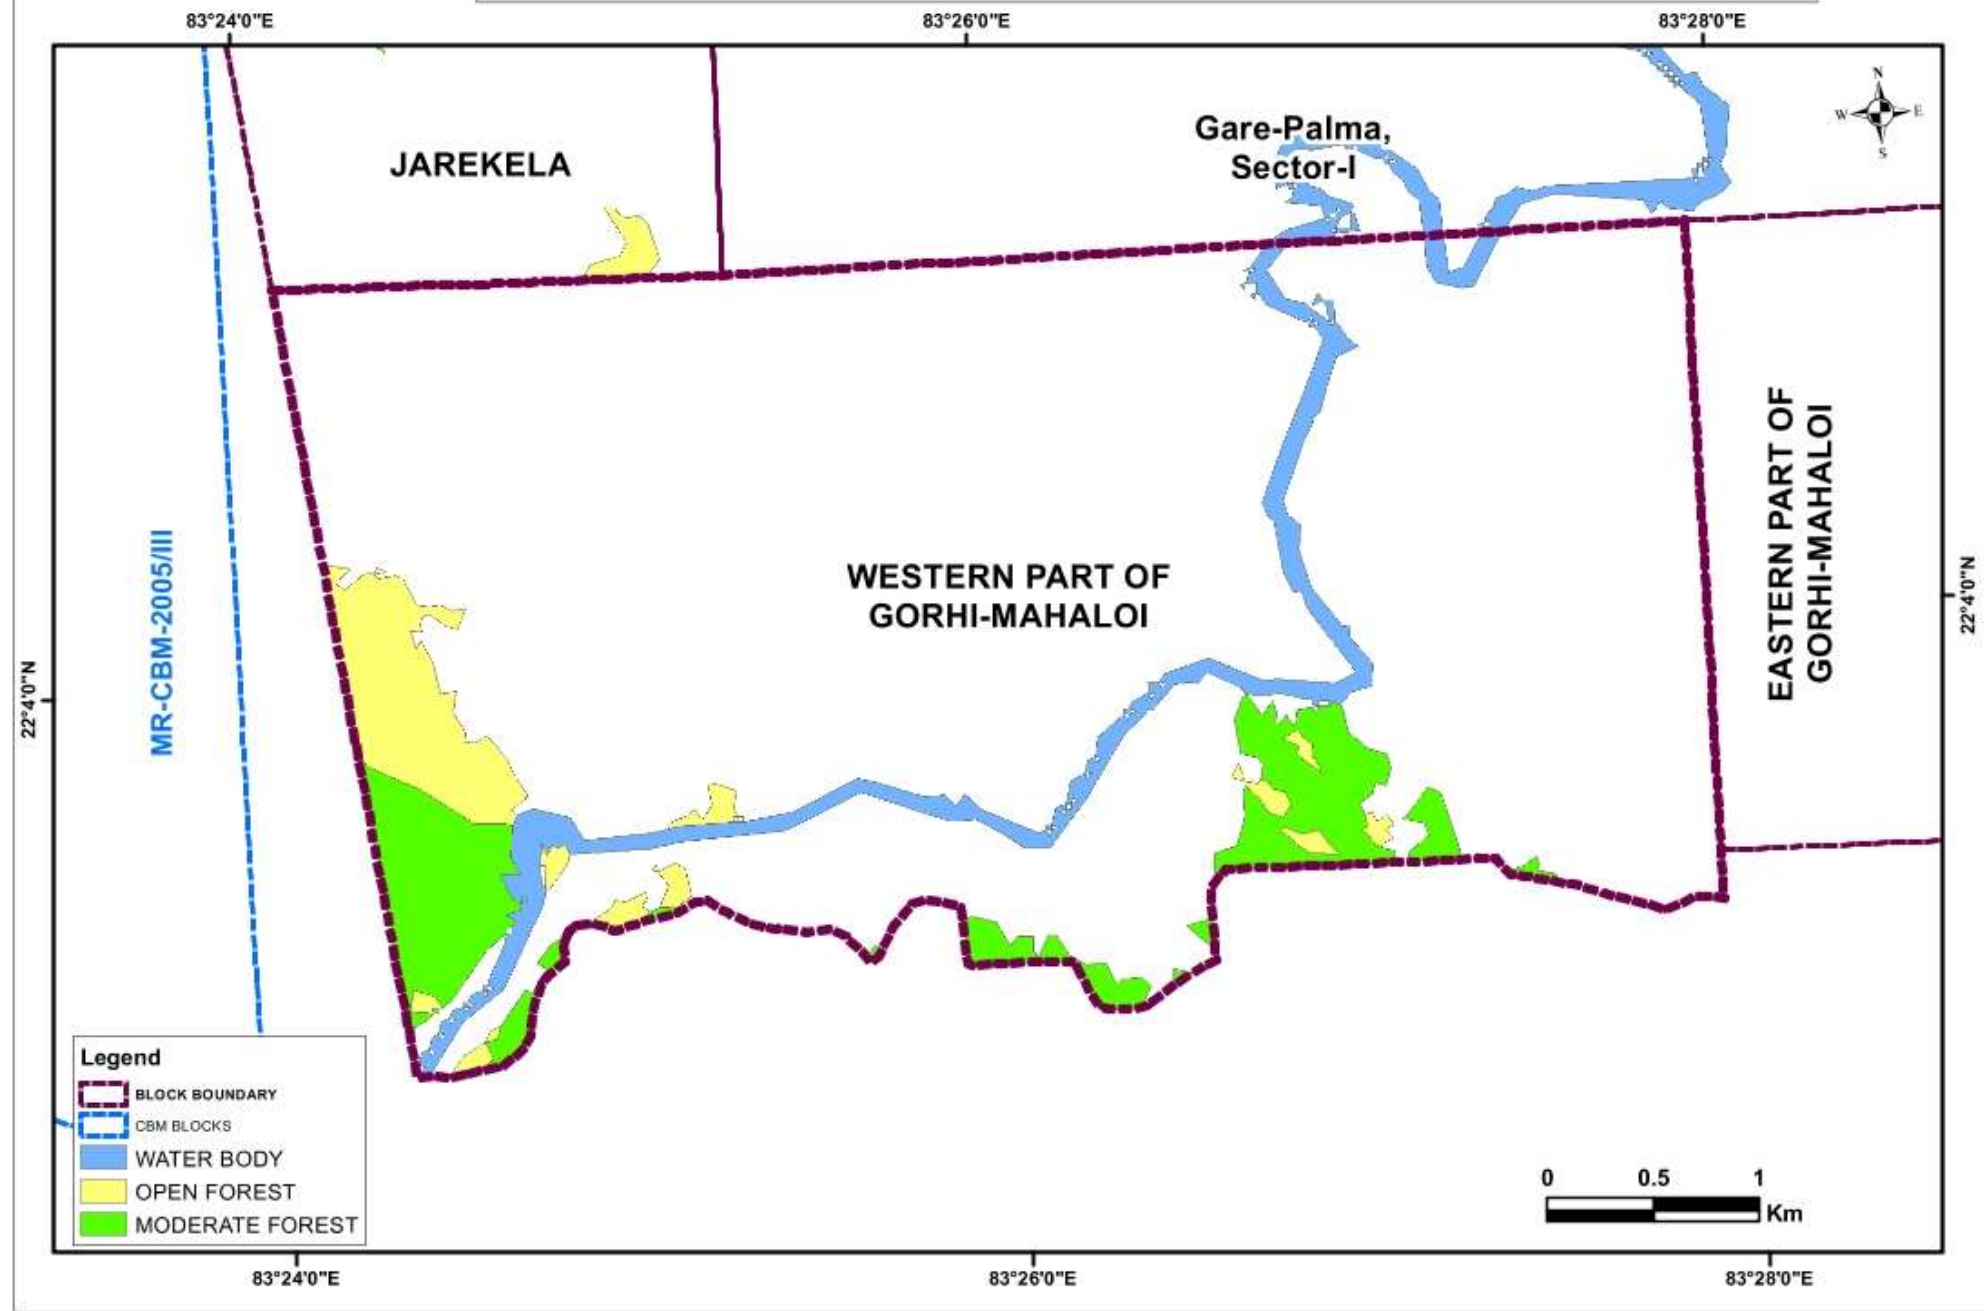 83°24'0"E
83°26'0"E
83°28'0"E
N
W
E
S
JAREKELA
Gare-Palma,
Sector-I
MR-CBM-2005/III
WESTERN PART OF
GORHI-MAHALOI
EASTERN PART OF
GORHI-MAHALOI
22°4'0"N
22°4'0"N
Legend
BLOCK BOUNDARY
CBM BLOCKS
WATER BODY
OPEN FOREST
MODERATE FOREST
0 0.5 1
Km
83°24'0"E
83°26'0"E
83°28'0"E